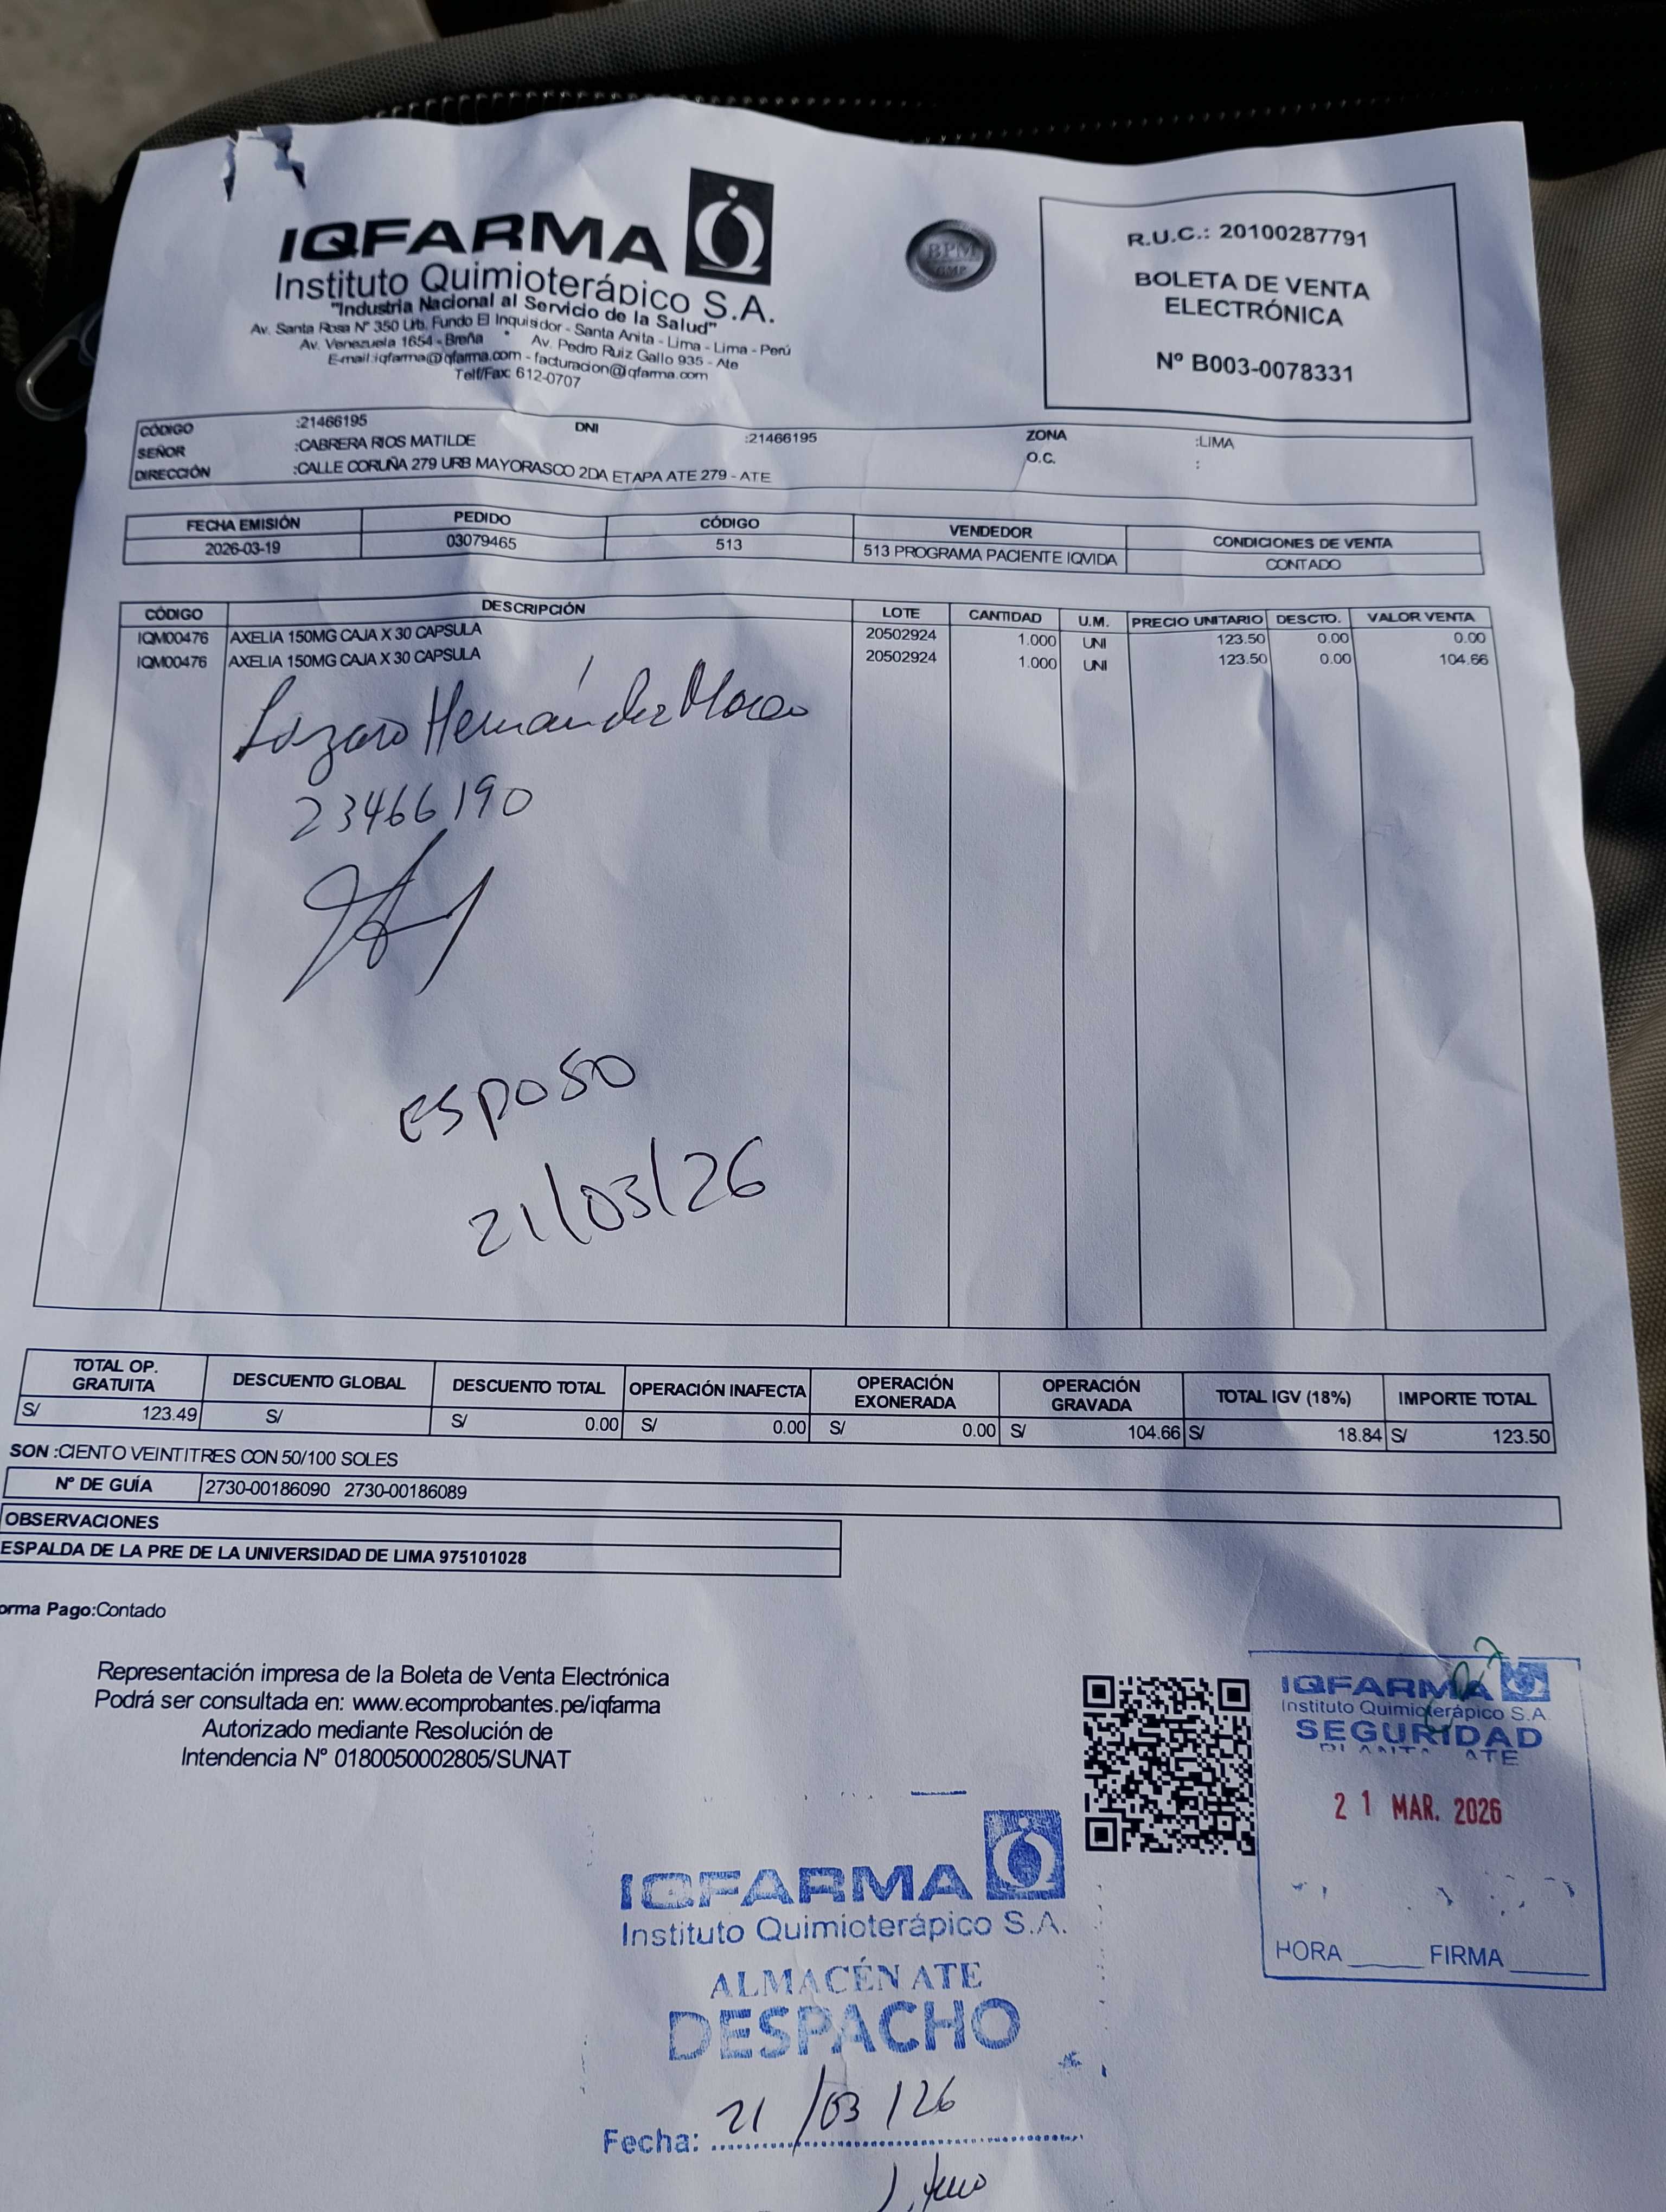 IQFARMA
Instituto Quimioterápico S.A.
"Industria Nacional al Servicio de la Salud"
Av. Santa Rosa N° 350 Urb. Fundo El Inquisidor - Santa Anita - Lima - Lima - Perú
Av. Venezuela 1654 - Breña * Av. Pedro Ruiz Gallo 935 - Ate
E-mail:iqfarma@iqfarma.com - facturacion@iqfarma.com
Telf/Fax: 612-0707
BPM
GMP
R.U.C.: 20100287791
BOLETA DE VENTA
ELECTRÓNICA
N° B003-0078331
CÓDIGO :21466195 DNI :21466195 ZONA :LIMA
SEÑOR :CABRERA RIOS MATILDE O.C. :
DIRECCIÓN :CALLE CORUÑA 279 URB MAYORASCO 2DA ETAPA ATE 279 - ATE
FECHA EMISIÓN PEDIDO CÓDIGO VENDEDOR CONDICIONES DE VENTA
2026-03-19 03079465 513 513 PROGRAMA PACIENTE IQVIDA CONTADO
CÓDIGO DESCRIPCIÓN LOTE CANTIDAD U.M. PRECIO UNITARIO DESCTO. VALOR VENTA
IQM00476 AXELIA 150MG CAJA X 30 CAPSULA 20502924 1.000 UNI 123.50 0.00 0.00
IQM00476 AXELIA 150MG CAJA X 30 CAPSULA 20502924 1.000 UNI 123.50 0.00 104.66
Lázaro Hernández
23466190
esposo
21/03/26
TOTAL OP. GRATUITA DESCUENTO GLOBAL DESCUENTO TOTAL OPERACIÓN INAFECTA OPERACIÓN EXONERADA OPERACIÓN GRAVADA TOTAL IGV (18%) IMPORTE TOTAL
S/ 123.49 S/ S/ 0.00 S/ 0.00 S/ 0.00 S/ 104.66 S/ 18.84 S/ 123.50
SON :CIENTO VEINTITRES CON 50/100 SOLES
N° DE GUÍA 2730-00186090 2730-00186089
OBSERVACIONES
ESPALDA DE LA PRE DE LA UNIVERSIDAD DE LIMA 975101028
orma Pago:Contado
Representación impresa de la Boleta de Venta Electrónica
Podrá ser consultada en: www.ecomprobantes.pe/iqfarma
Autorizado mediante Resolución de
Intendencia N° 0180050002805/SUNAT
IQFARMA
Instituto Quimioterápico S.A.
SEGURIDAD
PLANTA ATE
21 MAR. 2026
HORA FIRMA
IQFARMA
Instituto Quimioterápico S.A.
ALMACÉN ATE
DESPACHO
Fecha: 21/03/26